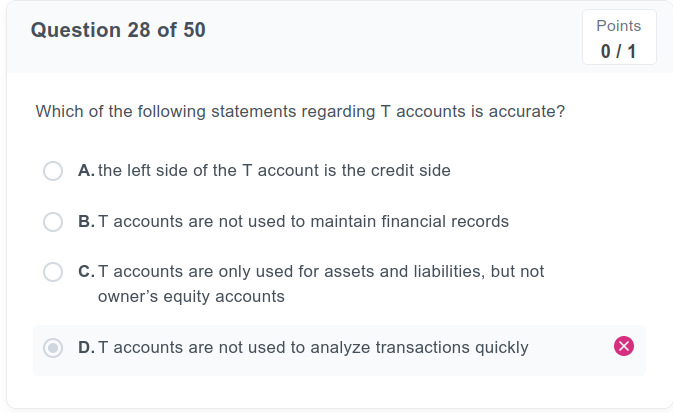 Question 28 of 50
Points
0 / 1
Which of the following statements regarding T accounts is accurate?
A. the left side of the T account is the credit side
B. T accounts are not used to maintain financial records
C. T accounts are only used for assets and liabilities, but not
owner’s equity accounts
D. T accounts are not used to analyze transactions quickly